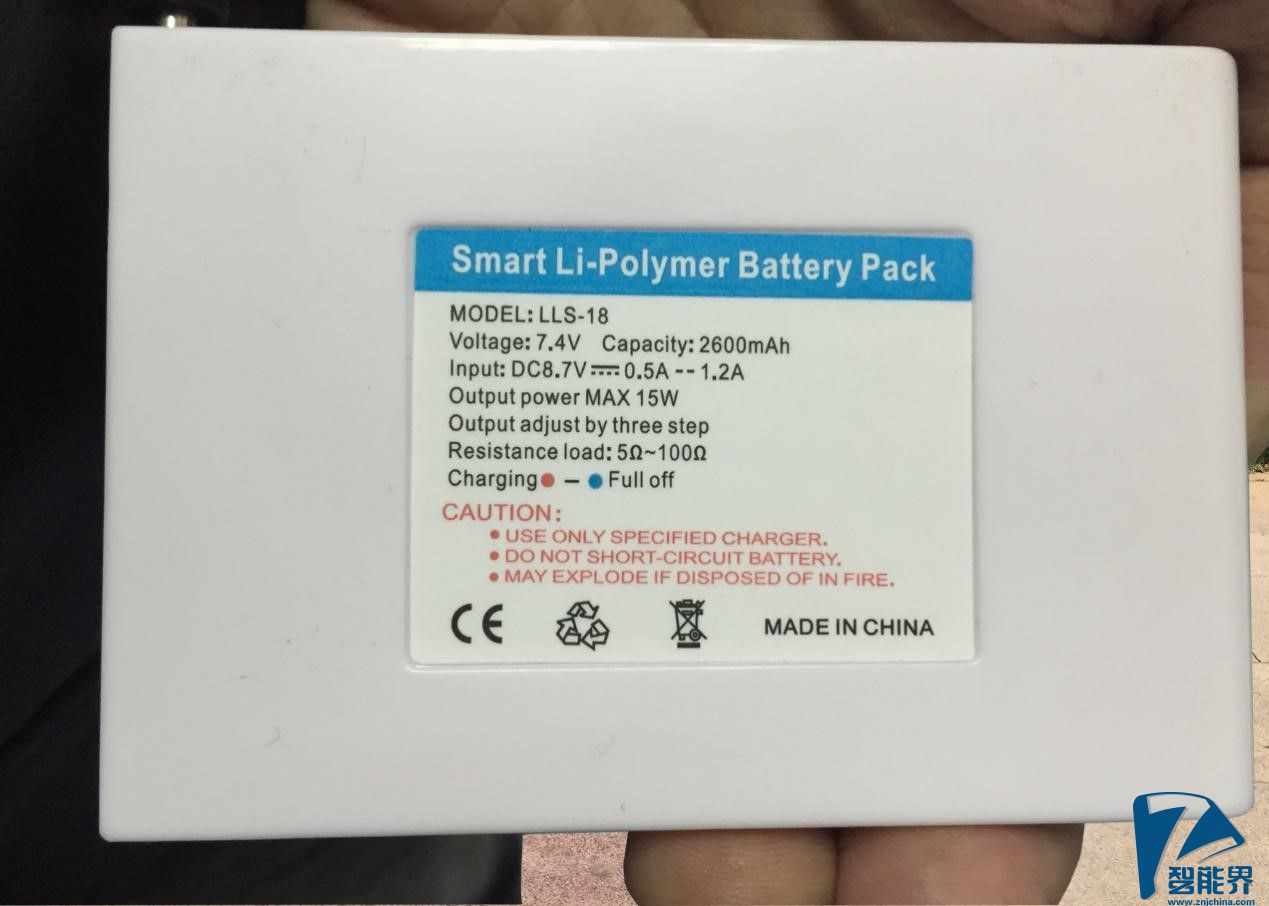 Smart Li-Polymer Battery Pack
MODEL: LLS-18
Voltage: 7.4V Capacity: 2600mAh
Input: DC8.7V⎓0.5A -- 1.2A
Output power MAX 15W
Output adjust by three step
Resistance load: 5Ω~100Ω
Charging● – ●Full off
CAUTION:
● USE ONLY SPECIFIED CHARGER.
● DO NOT SHORT-CIRCUIT BATTERY.
● MAY EXPLODE IF DISPOSED OF IN FIRE.
CE MADE IN CHINA
智能界
www.znjchina.com